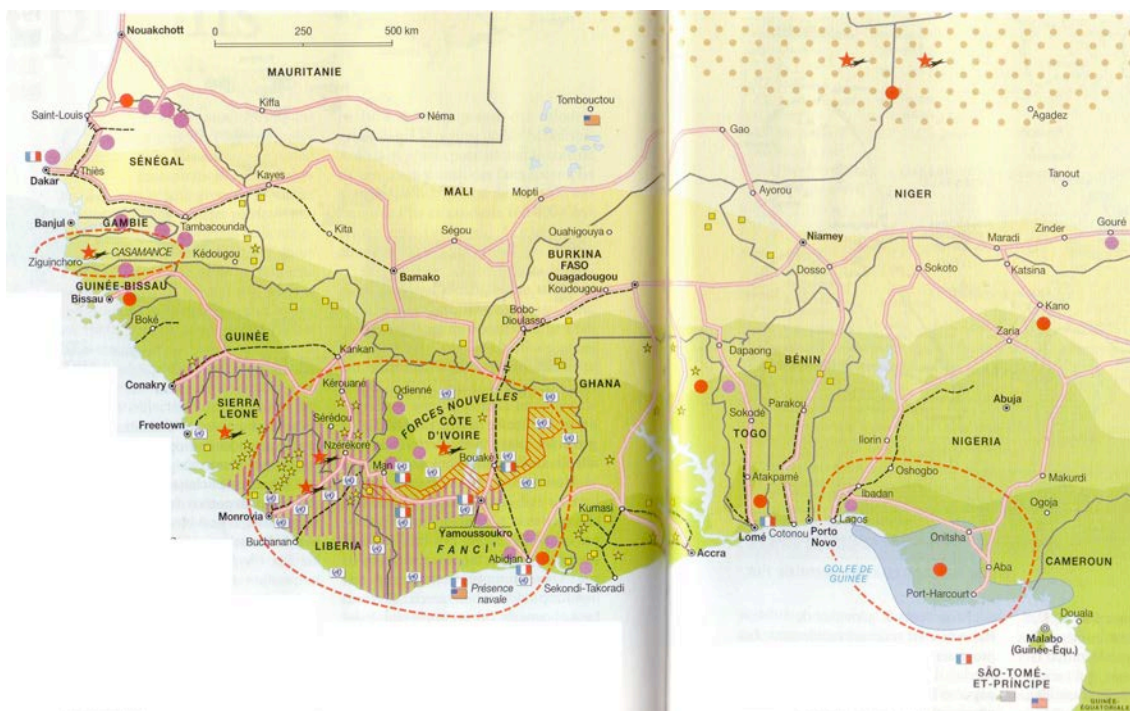 Nouakchott
0 250 500 km
MAURITANIE
Kiffa
Néma
Tombouctou
Saint-Louis
Gao
Agadez
SÉNÉGAL
Dakar
Thiès
Kayes
MALI
Mopti
Ayorou
NIGER
Tanout
Banjul
GAMBIE
Tambacounda
Kita
Ségou
Ouahigouya
Niamey
Zinder
Gouré
Maradi
CASAMANCE
Ziguinchoro
Kédougou
Bamako
BURKINA
FASO
Ouagadougou
Koudougou
Dosso
Sokoto
Katsina
GUINÉE-BISSAU
Bissau
Boké
Bobo-
Dioulasso
Kano
Zaria
GUINÉE
Kankan
Dapaong
BÉNIN
Conakry
Kérouané
Odienné
GHANA
SIERRA
LEONE
FORCES NOUVELLES
CÔTE
D'IVOIRE
Sérédou
Sokodé
Parakou
Abuja
Freetown
Nzérékoré
Man
Bouaké
TOGO
Ilorin
NIGERIA
Atakpamé
Oshogbo
Makurdi
Ibadan
Ogoja
Monrovia
Yamoussoukro
Kumasi
Lomé
Cotonou
Porto
Novo
Lagos
Onitsha
Buchanan
LIBERIA
FANCI
Abidjan
Accra
GOLFE DE
GUINÉE
Aba
CAMEROUN
Présence
navale
Sekondi-Takoradi
Port-Harcourt
Douala
Malabo
(Guinée-Équ.)
SÃO-TOMÉ-
ET-PRÍNCIPE
GUINÉE-
ÉQUATORIALE